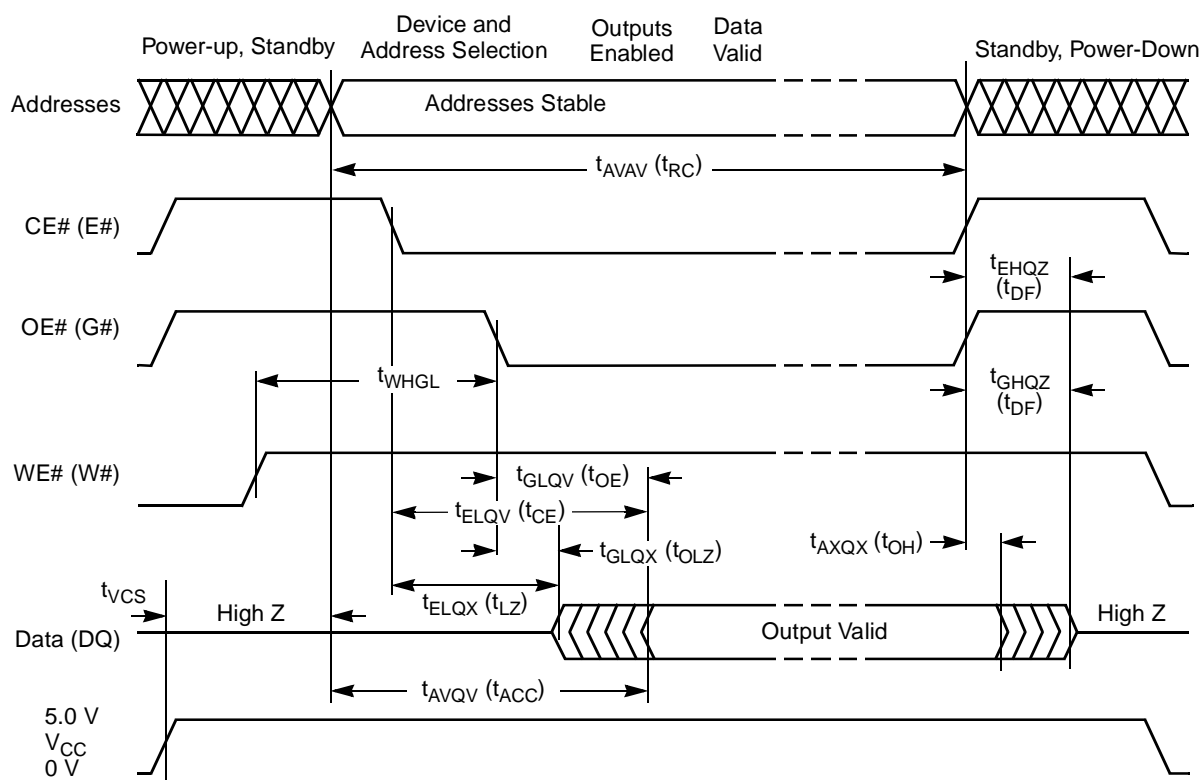 Power-up, Standby
Device and
Address Selection
Outputs
Enabled
Data
Valid
Standby, Power-Down
Addresses
Addresses Stable
tAVAV (tRC)
CE# (E#)
tEHQZ
(tDF)
OE# (G#)
tWHGL
tGHQZ
(tDF)
WE# (W#)
tGLQV (tOE)
tELQV (tCE)
tGLQX (tOLZ)
tAXQX (tOH)
tVCS
tELQX (tLZ)
High Z
High Z
Data (DQ)
Output Valid
tAVQV (tACC)
5.0 V
VCC
0 V